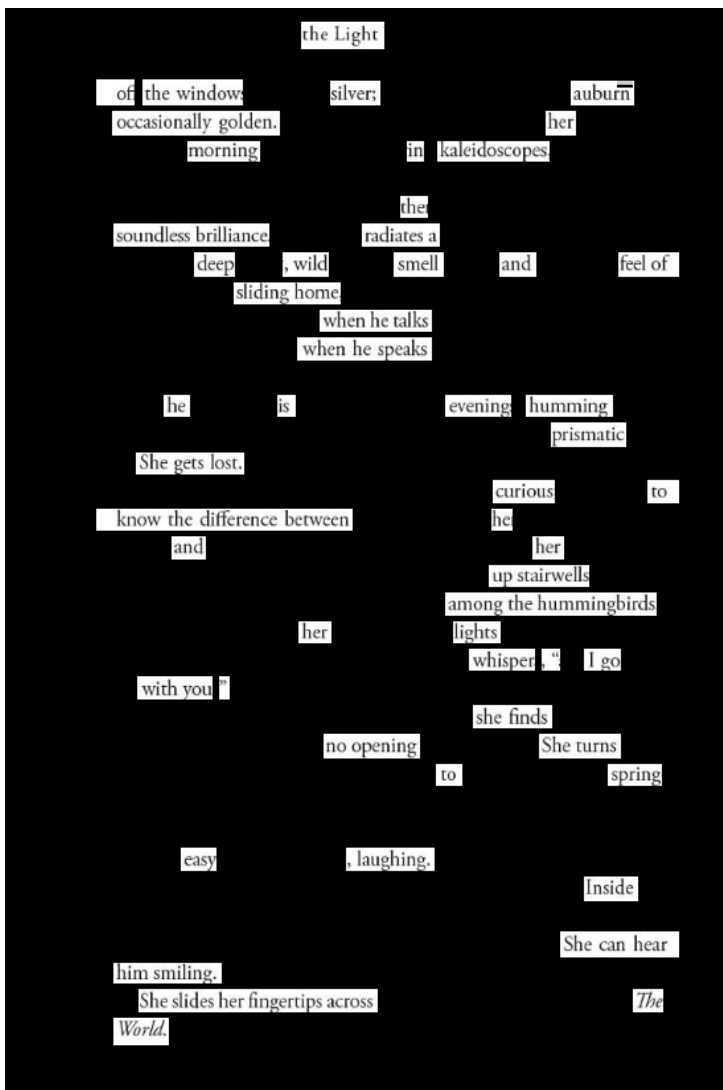 the Light
off the windows silver; auburn
occasionally golden. her
morning in kaleidoscopes
the
soundless brilliance radiates a
deep , wild smell and feel of
sliding home
when he talks
when he speaks
he is evening humming
prismatic
She gets lost.
curious to
know the difference between he
and her
up stairwells
among the hummingbirds
her lights
whisper , “ I go
with you ”
she finds
no opening She turns
to spring
easy , laughing.
Inside
She can hear
him smiling.
She slides her fingertips across The
World.